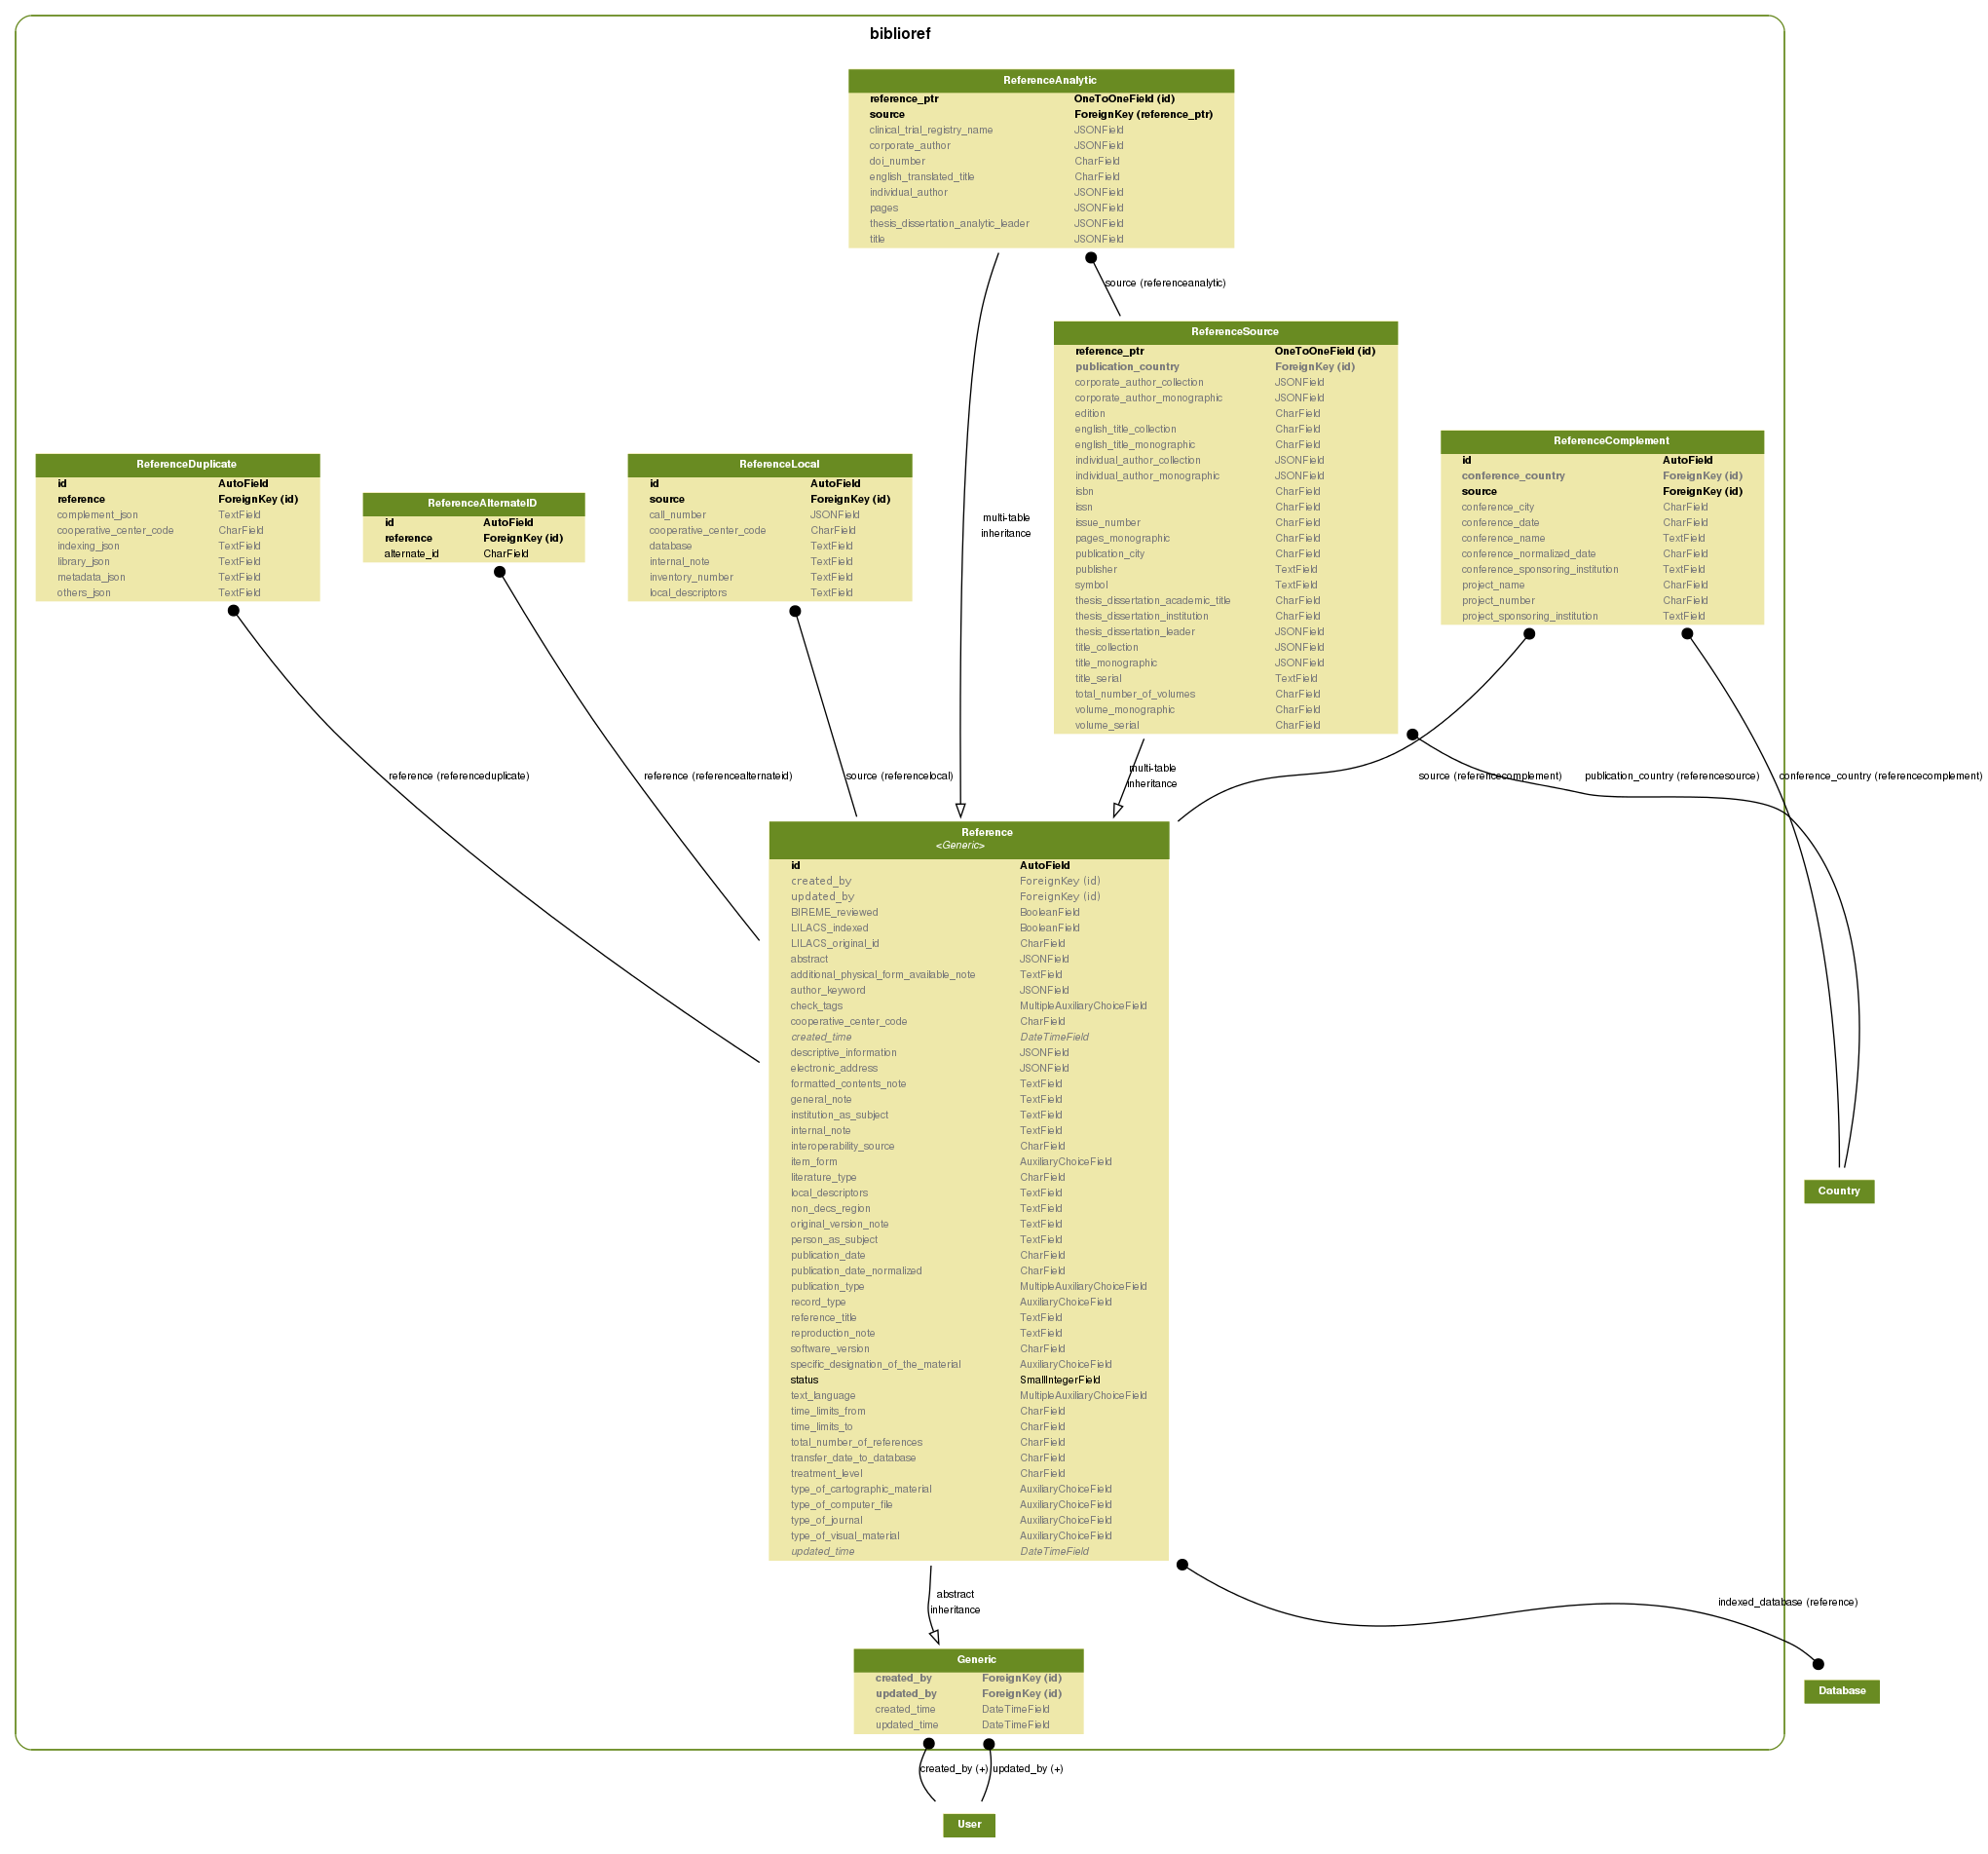 biblioref
ReferenceAnalytic
reference_ptr OneToOneField (id)
source ForeignKey (reference_ptr)
clinical_trial_registry_name JSONField
corporate_author JSONField
doi_number CharField
english_translated_title CharField
individual_author JSONField
pages JSONField
thesis_dissertation_analytic_leader JSONField
title JSONField
source (referenceanalytic)
ReferenceSource
reference_ptr OneToOneField (id)
publication_country ForeignKey (id)
corporate_author_collection JSONField
corporate_author_monographic JSONField
edition CharField
english_title_collection CharField
english_title_monographic CharField
individual_author_collection JSONField
individual_author_monographic JSONField
isbn CharField
issn CharField
issue_number CharField
pages_monographic CharField
publication_city CharField
publisher TextField
symbol TextField
thesis_dissertation_academic_title CharField
thesis_dissertation_institution CharField
thesis_dissertation_leader JSONField
title_collection JSONField
title_monographic JSONField
title_serial TextField
total_number_of_volumes CharField
volume_monographic CharField
volume_serial CharField
ReferenceComplement
id AutoField
conference_country ForeignKey (id)
source ForeignKey (id)
conference_city CharField
conference_date CharField
conference_name TextField
conference_normalized_date CharField
conference_sponsoring_institution TextField
project_name CharField
project_number CharField
project_sponsoring_institution TextField
ReferenceDuplicate
id AutoField
reference ForeignKey (id)
complement_json TextField
cooperative_center_code CharField
indexing_json TextField
library_json TextField
metadata_json TextField
others_json TextField
ReferenceAlternateID
id AutoField
reference ForeignKey (id)
alternate_id CharField
ReferenceLocal
id AutoField
source ForeignKey (id)
call_number JSONField
cooperative_center_code CharField
database TextField
internal_note TextField
inventory_number TextField
local_descriptors TextField
multi-table
inheritance
reference (referenceduplicate)
reference (referencealternateid)
source (referencelocal)
multi-table
inheritance
source (referencecomplement)
publication_country (referencesource)
conference_country (referencecomplement)
Reference
<Generic>
id AutoField
created_by ForeignKey (id)
updated_by ForeignKey (id)
BIREME_reviewed BooleanField
LILACS_indexed BooleanField
LILACS_original_id CharField
abstract JSONField
additional_physical_form_available_note TextField
author_keyword JSONField
check_tags MultipleAuxiliaryChoiceField
cooperative_center_code CharField
created_time DateTimeField
descriptive_information JSONField
electronic_address JSONField
formatted_contents_note TextField
general_note TextField
institution_as_subject TextField
internal_note TextField
interoperability_source CharField
item_form AuxiliaryChoiceField
literature_type CharField
local_descriptors TextField
non_decs_region TextField
original_version_note TextField
person_as_subject TextField
publication_date CharField
publication_date_normalized CharField
publication_type MultipleAuxiliaryChoiceField
record_type AuxiliaryChoiceField
reference_title TextField
reproduction_note TextField
software_version CharField
specific_designation_of_the_material AuxiliaryChoiceField
status SmallIntegerField
text_language MultipleAuxiliaryChoiceField
time_limits_from CharField
time_limits_to CharField
total_number_of_references CharField
transfer_date_to_database CharField
treatment_level CharField
type_of_cartographic_material AuxiliaryChoiceField
type_of_computer_file AuxiliaryChoiceField
type_of_journal AuxiliaryChoiceField
type_of_visual_material AuxiliaryChoiceField
updated_time DateTimeField
Country
abstract
inheritance
indexed_database (reference)
Generic
created_by ForeignKey (id)
updated_by ForeignKey (id)
created_time DateTimeField
updated_time DateTimeField
Database
created_by (+)
updated_by (+)
User